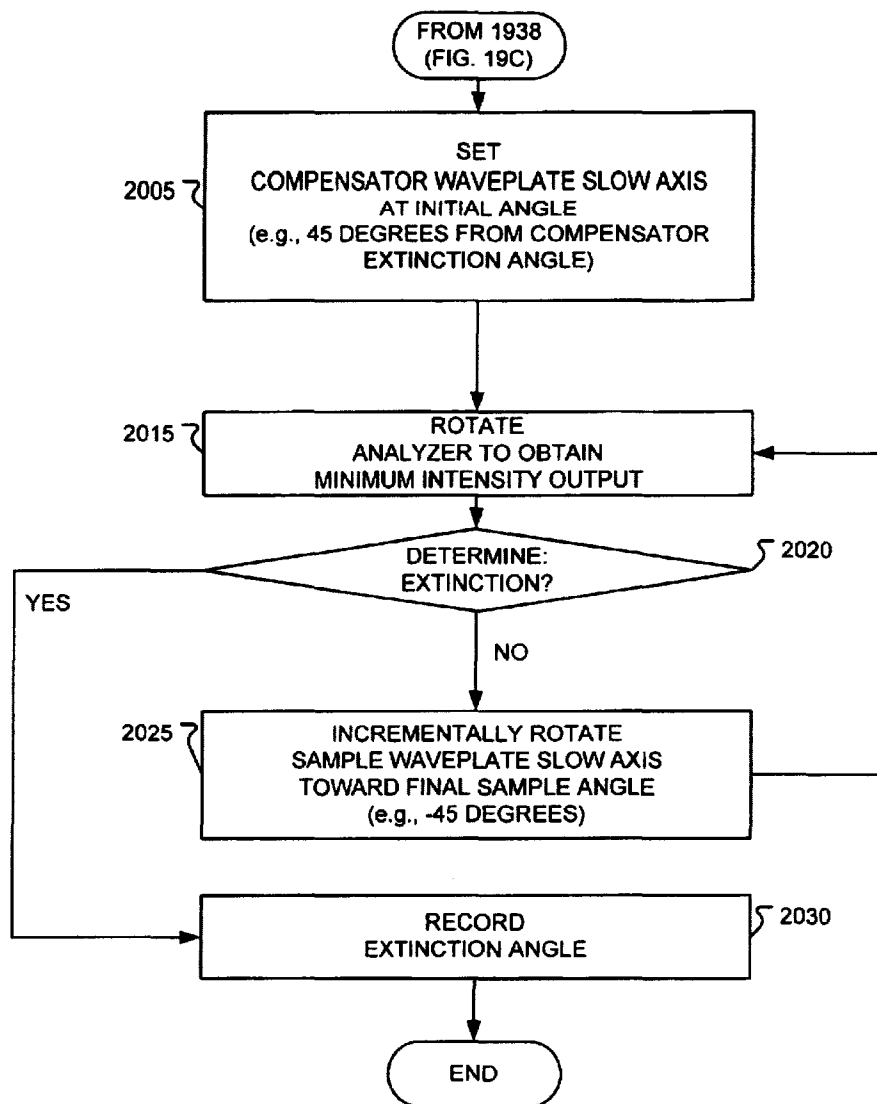 FROM 1938
(FIG. 19C)
SET
COMPENSATOR WAVEPLATE SLOW AXIS
AT INITIAL ANGLE
(e.g., 45 DEGREES FROM COMPENSATOR
EXTINCTION ANGLE)
2005
2015
ROTATE
ANALYZER TO OBTAIN
MINIMUM INTENSITY OUTPUT
DETERMINE:
EXTINCTION?
2020
YES
NO
2025
INCREMENTALLY ROTATE
SAMPLE WAVEPLATE SLOW AXIS
TOWARD FINAL SAMPLE ANGLE
(e.g., -45 DEGREES)
RECORD
EXTINCTION ANGLE
2030
END